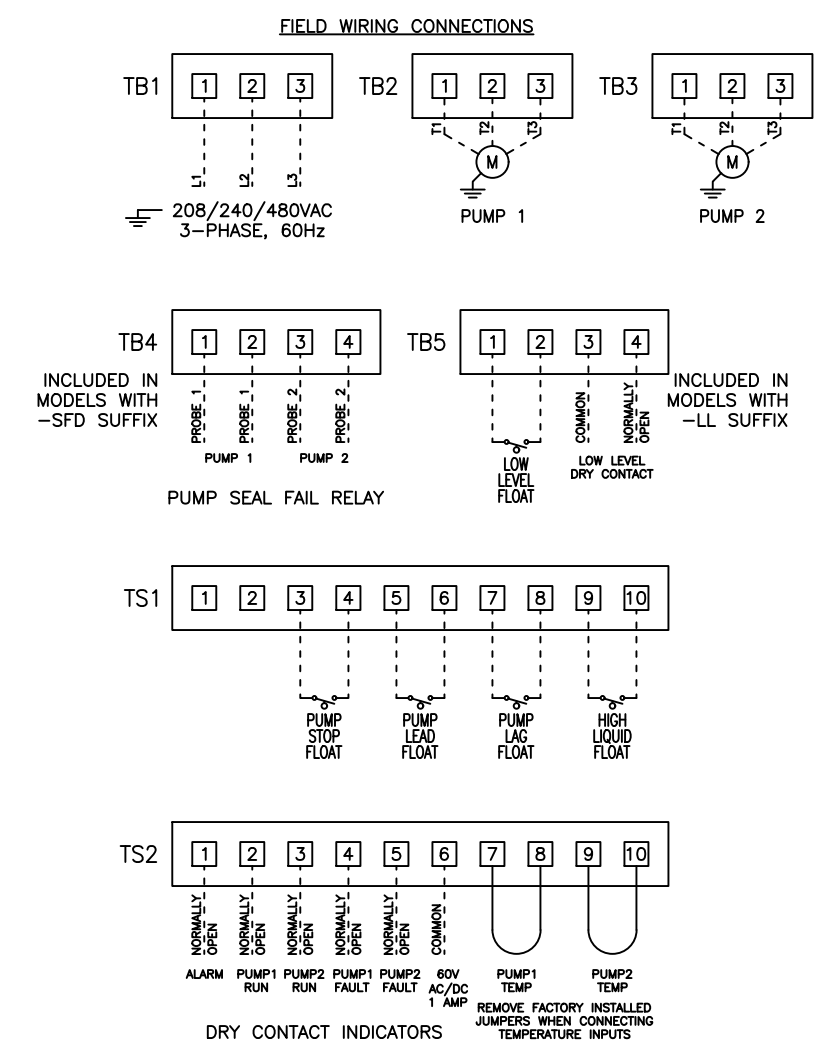 FIELD WIRING CONNECTIONS
TB1 1 2 3
L1 L2 L3
208/240/480VAC
3-PHASE, 60Hz
TB2 1 2 3
T1 T2 T3
M
PUMP 1
TB3 1 2 3
T1 T2 T3
M
PUMP 2
TB4 1 2 3 4
INCLUDED IN
MODELS WITH
-SFD SUFFIX
PROBE 1 PROBE 1 PROBE 2 PROBE 2
PUMP 1 PUMP 2
PUMP SEAL FAIL RELAY
TB5 1 2 3 4
INCLUDED IN
MODELS WITH
-LL SUFFIX
COMMON
NORMALLY
OPEN
LOW
LEVEL
FLOAT
LOW LEVEL
DRY CONTACT
TS1 1 2 3 4 5 6 7 8 9 10
PUMP
STOP
FLOAT
PUMP
LEAD
FLOAT
PUMP
LAG
FLOAT
HIGH
LIQUID
FLOAT
TS2 1 2 3 4 5 6 7 8 9 10
NORMALLY
OPEN
NORMALLY
OPEN
NORMALLY
OPEN
NORMALLY
OPEN
NORMALLY
OPEN
COMMON
ALARM
PUMP1
RUN
PUMP2
RUN
PUMP1
FAULT
PUMP2
FAULT
60V
AC/DC
1 AMP
PUMP1
TEMP
PUMP2
TEMP
REMOVE FACTORY INSTALLED
JUMPERS WHEN CONNECTING
TEMPERATURE INPUTS
DRY CONTACT INDICATORS